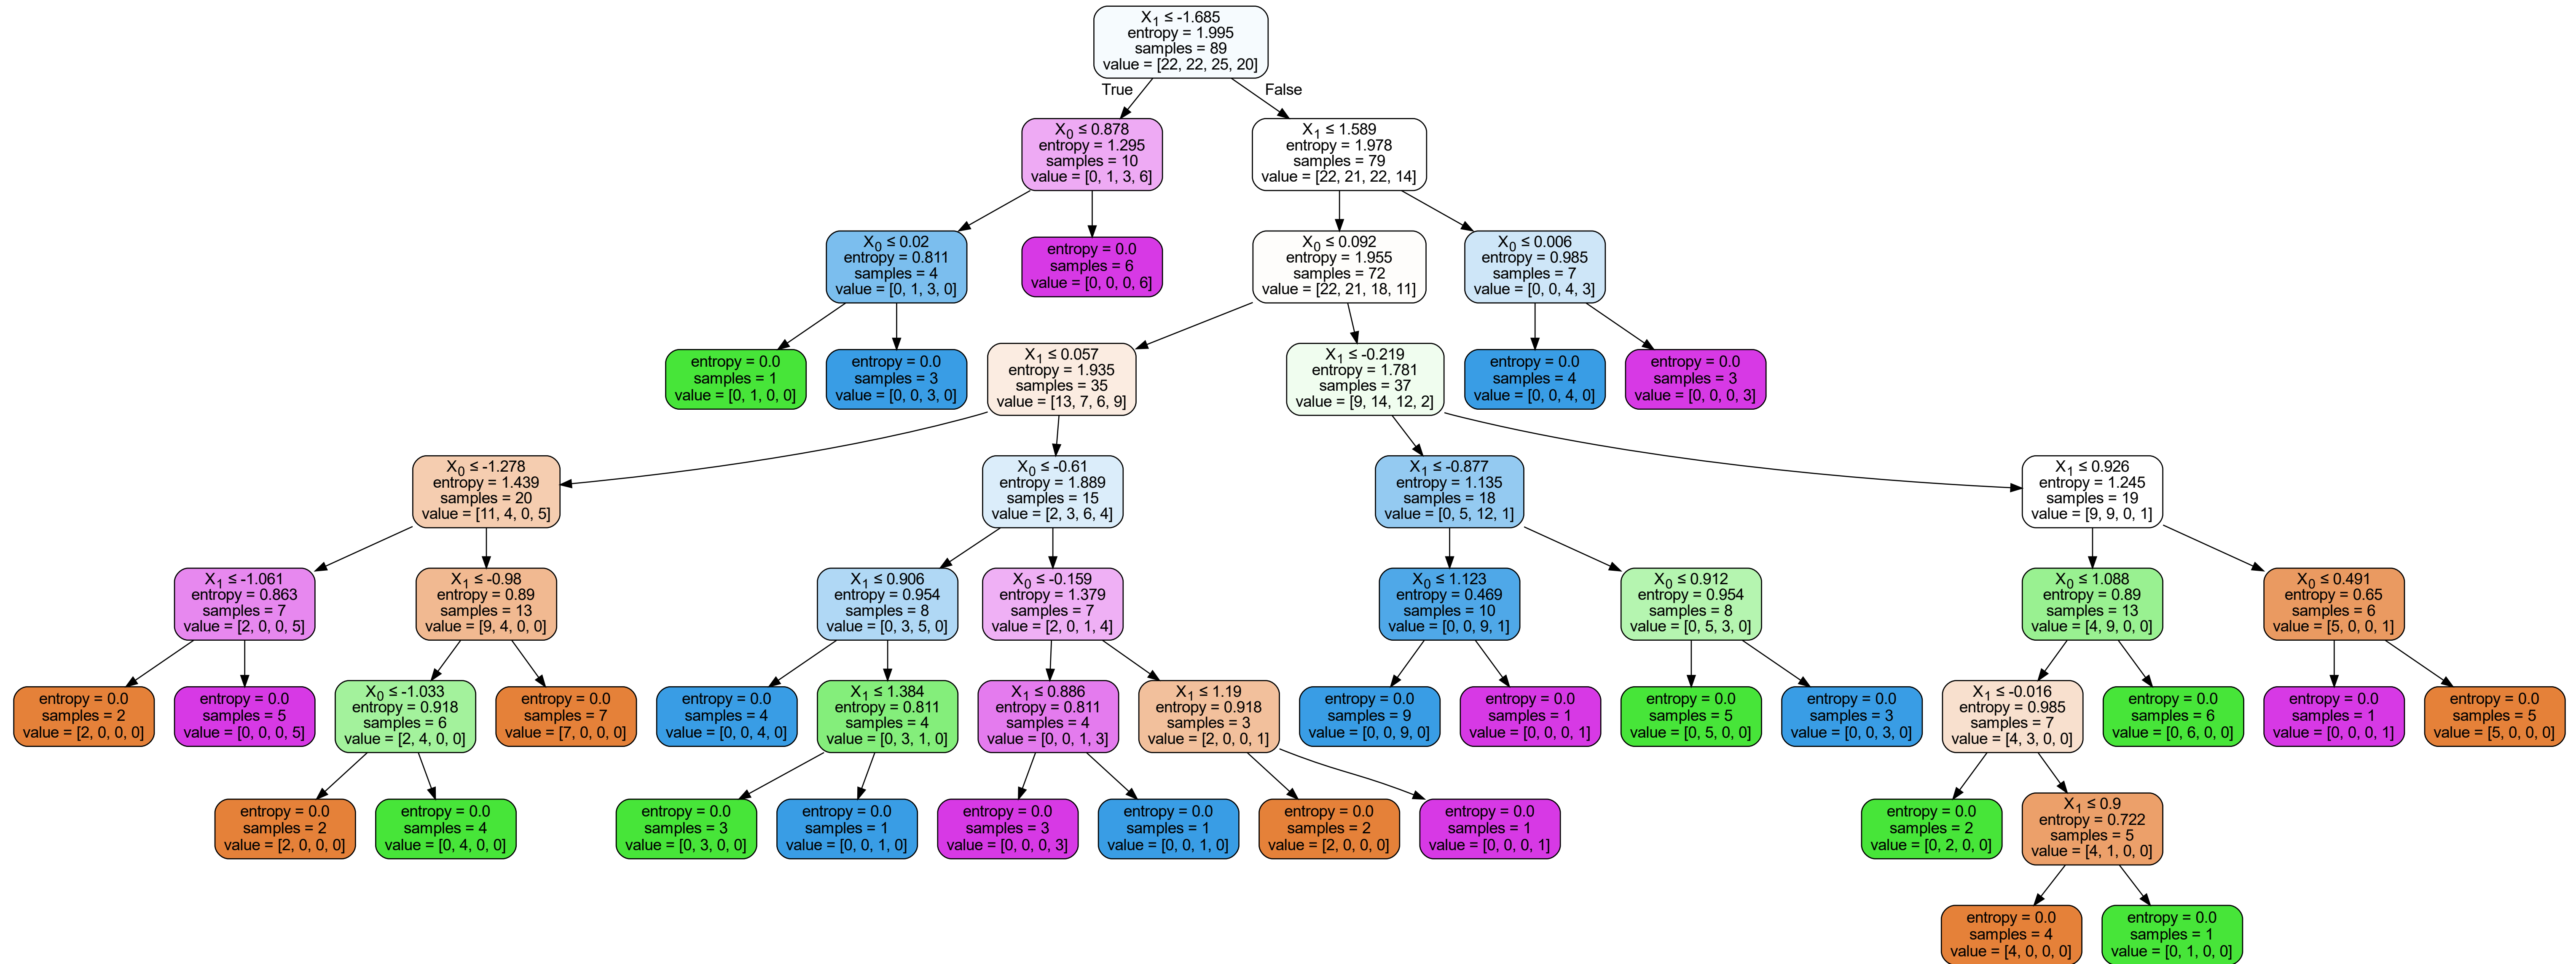 X1 ≤ -1.685
entropy = 1.995
samples = 89
value = [22, 22, 25, 20]
True
False
X0 ≤ 0.878
entropy = 1.295
samples = 10
value = [0, 1, 3, 6]
X1 ≤ 1.589
entropy = 1.978
samples = 79
value = [22, 21, 22, 14]
X0 ≤ 0.02
entropy = 0.811
samples = 4
value = [0, 1, 3, 0]
entropy = 0.0
samples = 6
value = [0, 0, 0, 6]
X0 ≤ 0.092
entropy = 1.955
samples = 72
value = [22, 21, 18, 11]
X0 ≤ 0.006
entropy = 0.985
samples = 7
value = [0, 0, 4, 3]
entropy = 0.0
samples = 1
value = [0, 1, 0, 0]
entropy = 0.0
samples = 3
value = [0, 0, 3, 0]
X1 ≤ 0.057
entropy = 1.935
samples = 35
value = [13, 7, 6, 9]
X1 ≤ -0.219
entropy = 1.781
samples = 37
value = [9, 14, 12, 2]
entropy = 0.0
samples = 4
value = [0, 0, 4, 0]
entropy = 0.0
samples = 3
value = [0, 0, 0, 3]
X0 ≤ -1.278
entropy = 1.439
samples = 20
value = [11, 4, 0, 5]
X0 ≤ -0.61
entropy = 1.889
samples = 15
value = [2, 3, 6, 4]
X1 ≤ -0.877
entropy = 1.135
samples = 18
value = [0, 5, 12, 1]
X1 ≤ 0.926
entropy = 1.245
samples = 19
value = [9, 9, 0, 1]
X1 ≤ -1.061
entropy = 0.863
samples = 7
value = [2, 0, 0, 5]
X1 ≤ -0.98
entropy = 0.89
samples = 13
value = [9, 4, 0, 0]
X1 ≤ 0.906
entropy = 0.954
samples = 8
value = [0, 3, 5, 0]
X0 ≤ -0.159
entropy = 1.379
samples = 7
value = [2, 0, 1, 4]
X0 ≤ 1.123
entropy = 0.469
samples = 10
value = [0, 0, 9, 1]
X0 ≤ 0.912
entropy = 0.954
samples = 8
value = [0, 5, 3, 0]
X0 ≤ 1.088
entropy = 0.89
samples = 13
value = [4, 9, 0, 0]
X0 ≤ 0.491
entropy = 0.65
samples = 6
value = [5, 0, 0, 1]
entropy = 0.0
samples = 2
value = [2, 0, 0, 0]
entropy = 0.0
samples = 5
value = [0, 0, 0, 5]
X0 ≤ -1.033
entropy = 0.918
samples = 6
value = [2, 4, 0, 0]
entropy = 0.0
samples = 7
value = [7, 0, 0, 0]
entropy = 0.0
samples = 4
value = [0, 0, 4, 0]
X1 ≤ 1.384
entropy = 0.811
samples = 4
value = [0, 3, 1, 0]
X1 ≤ 0.886
entropy = 0.811
samples = 4
value = [0, 0, 1, 3]
X1 ≤ 1.19
entropy = 0.918
samples = 3
value = [2, 0, 0, 1]
entropy = 0.0
samples = 9
value = [0, 0, 9, 0]
entropy = 0.0
samples = 1
value = [0, 0, 0, 1]
entropy = 0.0
samples = 5
value = [0, 5, 0, 0]
entropy = 0.0
samples = 3
value = [0, 0, 3, 0]
X1 ≤ -0.016
entropy = 0.985
samples = 7
value = [4, 3, 0, 0]
entropy = 0.0
samples = 6
value = [0, 6, 0, 0]
entropy = 0.0
samples = 1
value = [0, 0, 0, 1]
entropy = 0.0
samples = 5
value = [5, 0, 0, 0]
entropy = 0.0
samples = 2
value = [2, 0, 0, 0]
entropy = 0.0
samples = 4
value = [0, 4, 0, 0]
entropy = 0.0
samples = 3
value = [0, 3, 0, 0]
entropy = 0.0
samples = 1
value = [0, 0, 1, 0]
entropy = 0.0
samples = 3
value = [0, 0, 0, 3]
entropy = 0.0
samples = 1
value = [0, 0, 1, 0]
entropy = 0.0
samples = 2
value = [2, 0, 0, 0]
entropy = 0.0
samples = 1
value = [0, 0, 0, 1]
entropy = 0.0
samples = 2
value = [0, 2, 0, 0]
X1 ≤ 0.9
entropy = 0.722
samples = 5
value = [4, 1, 0, 0]
entropy = 0.0
samples = 4
value = [4, 0, 0, 0]
entropy = 0.0
samples = 1
value = [0, 1, 0, 0]